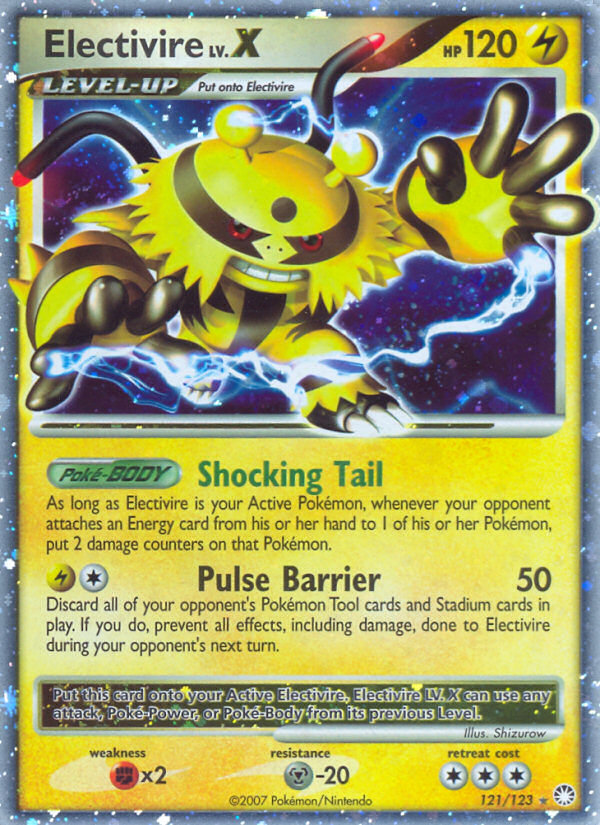 Electivire LV.X HP 120
LEVEL-UP Put onto Electivire
Poké-BODY Shocking Tail
As long as Electivire is your Active Pokémon, whenever your opponent
attaches an Energy card from his or her hand to 1 of his or her Pokémon,
put 2 damage counters on that Pokémon.
Pulse Barrier 50
Discard all of your opponent's Pokémon Tool cards and Stadium cards in
play. If you do, prevent all effects, including damage, done to Electivire
during your opponent's next turn.
Put this card onto your Active Electivire. Electivire LV. X can use any
attack, Poké-Power, or Poké-Body from its previous Level.
Illus. Shizurow
weakness resistance retreat cost
x2 -20
©2007 Pokémon/Nintendo 121/123